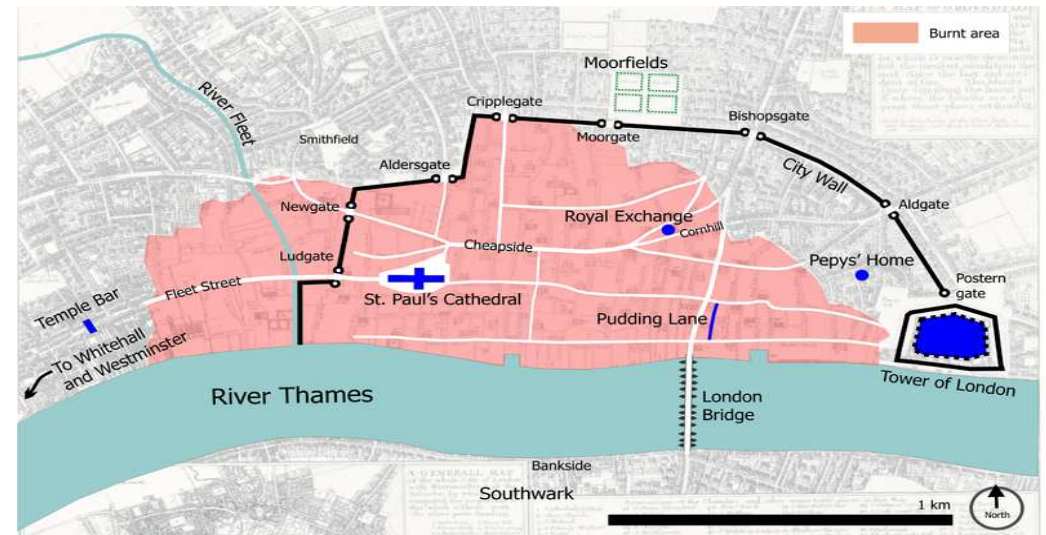 Burnt area
Moorfields
River Fleet
Cripplegate
Bishopsgate
Smithfield
Moorgate
Aldersgate
City Wall
Newgate
Royal Exchange
Aldgate
Cornhill
Cheapside
Ludgate
Pepys' Home
Postern
gate
Fleet Street
St. Paul's Cathedral
Temple Bar
Pudding Lane
To Whitehall
and Westminster
Tower of London
River Thames
London
Bridge
Bankside
Southwark
1 km
North
A GENERALL MAP